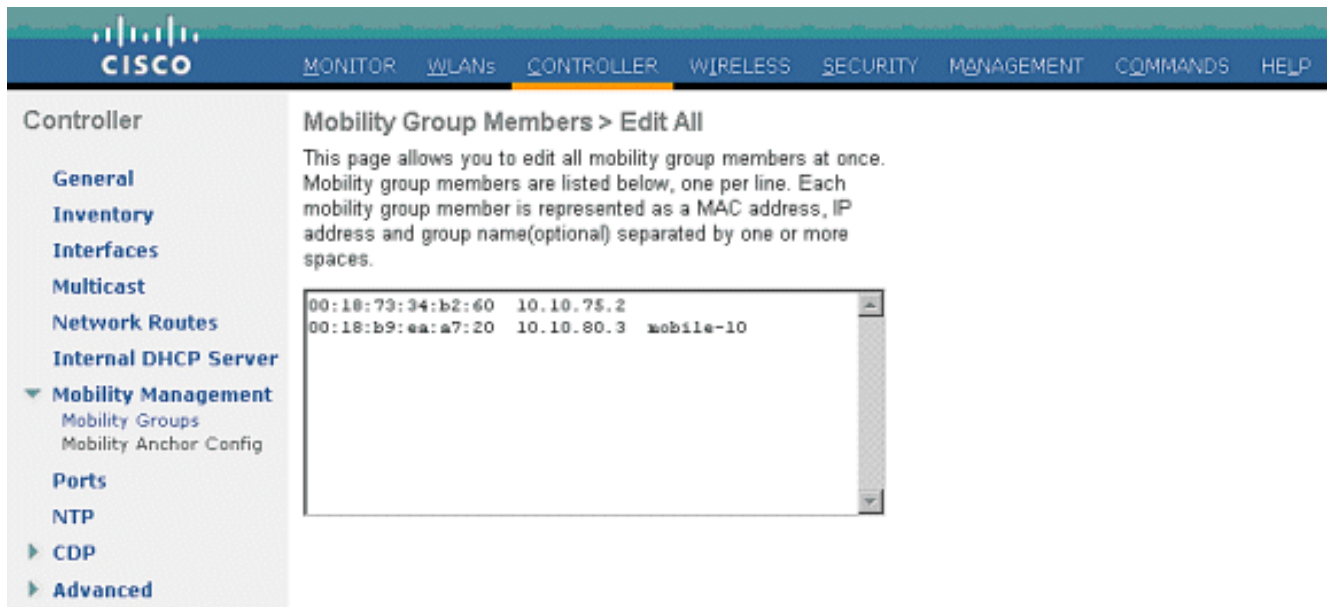 CISCO
MONITOR WLANs CONTROLLER WIRELESS SECURITY MANAGEMENT COMMANDS HELP
Controller
General
Inventory
Interfaces
Multicast
Network Routes
Internal DHCP Server
Mobility Management
Mobility Groups
Mobility Anchor Config
Ports
NTP
CDP
Advanced
Mobility Group Members > Edit All
This page allows you to edit all mobility group members at once.
Mobility group members are listed below, one per line. Each
mobility group member is represented as a MAC address, IP
address and group name(optional) separated by one or more
spaces.
00:18:73:34:b2:60 10.10.75.2
00:18:b9:ea:a7:20 10.10.80.3 mobile-10